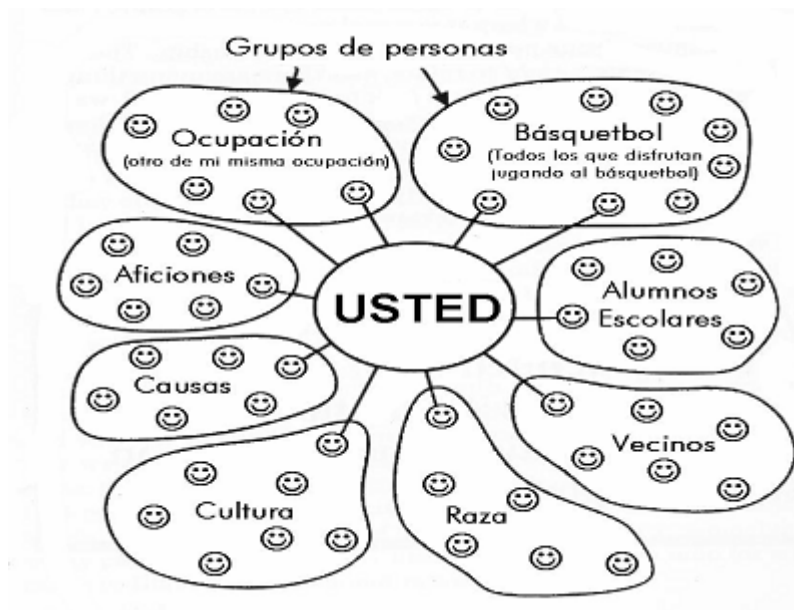 Grupos de personas
Ocupación
(otro de mi misma ocupación)
Básquetbol
(Todos los que disfrutan
jugando al básquetbol)
Aficiones
USTED
Alumnos
Escolares
Causas
Vecinos
Cultura
Raza